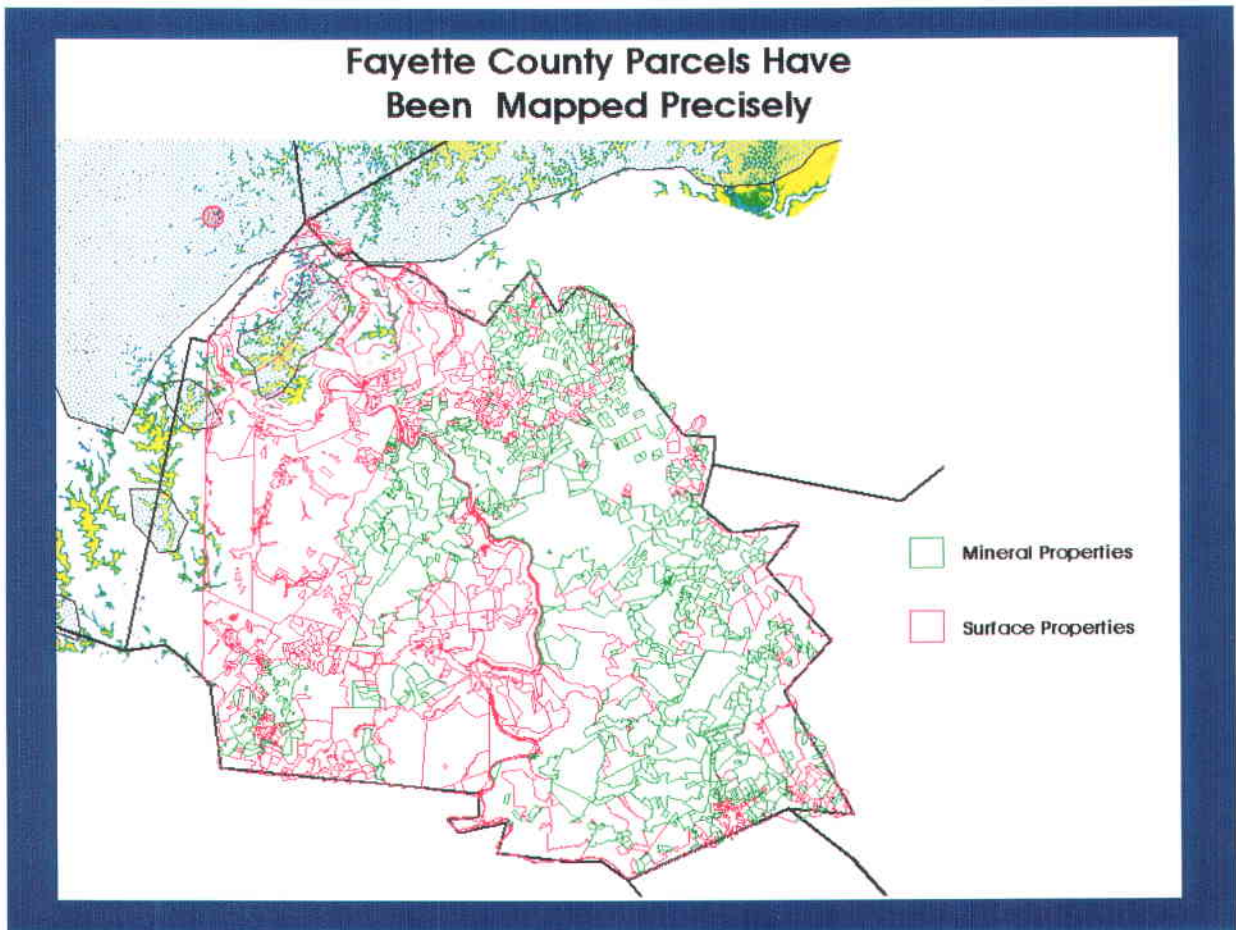 Fayette County Parcels Have
Been Mapped Precisely
Mineral Properties
Surface Properties